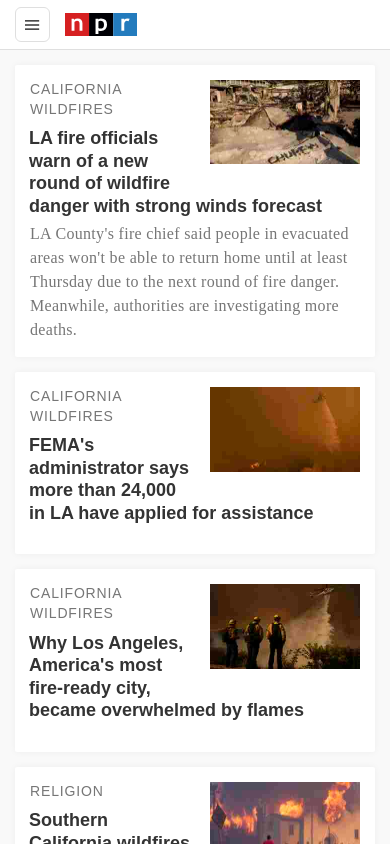 npr
CALIFORNIA
WILDFIRES
LA fire officials
warn of a new
round of wildfire
danger with strong winds forecast
LA County's fire chief said people in evacuated
areas won't be able to return home until at least
Thursday due to the next round of fire danger.
Meanwhile, authorities are investigating more
deaths.
CALIFORNIA
WILDFIRES
FEMA's
administrator says
more than 24,000
in LA have applied for assistance
CALIFORNIA
WILDFIRES
Why Los Angeles,
America's most
fire-ready city,
became overwhelmed by flames
RELIGION
Southern
California wildfires